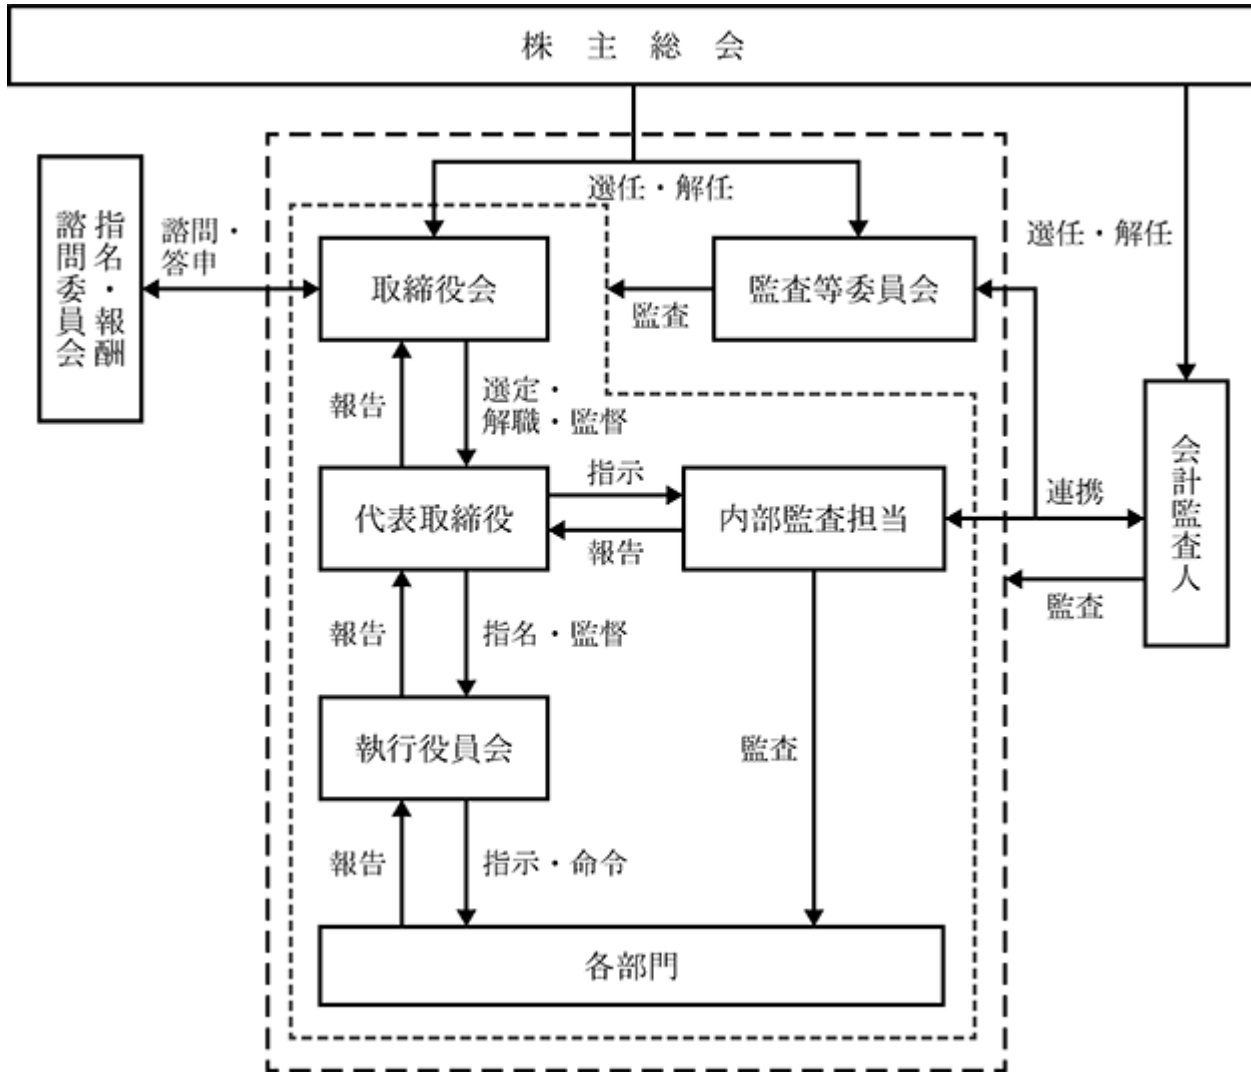 株主総会
選任・解任
指名・報酬
諮問委員会
諮問・
答申
取締役会
監査等委員会
選任・解任
監査
報告
選定・
解職・監督
指示
代表取締役
内部監査担当
連携
会計監査人
報告
監査
報告
指名・監督
執行役員会
監査
報告
指示・命令
各部門